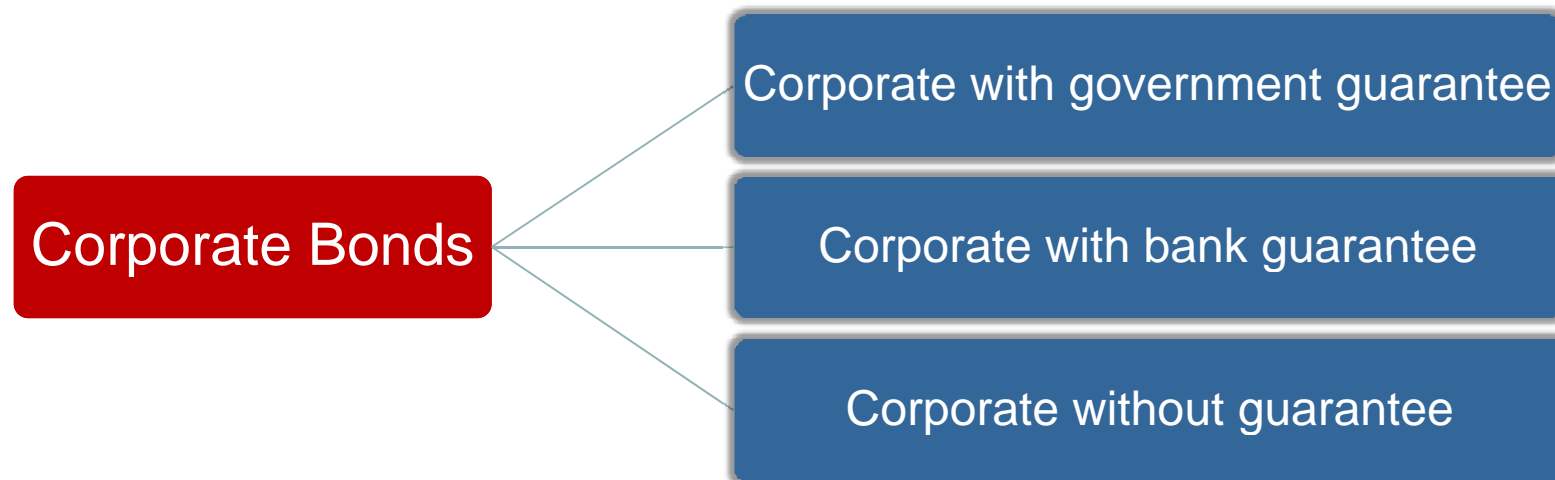 Corporate with government guarantee
Corporate Bonds
Corporate with bank guarantee
Corporate without guarantee